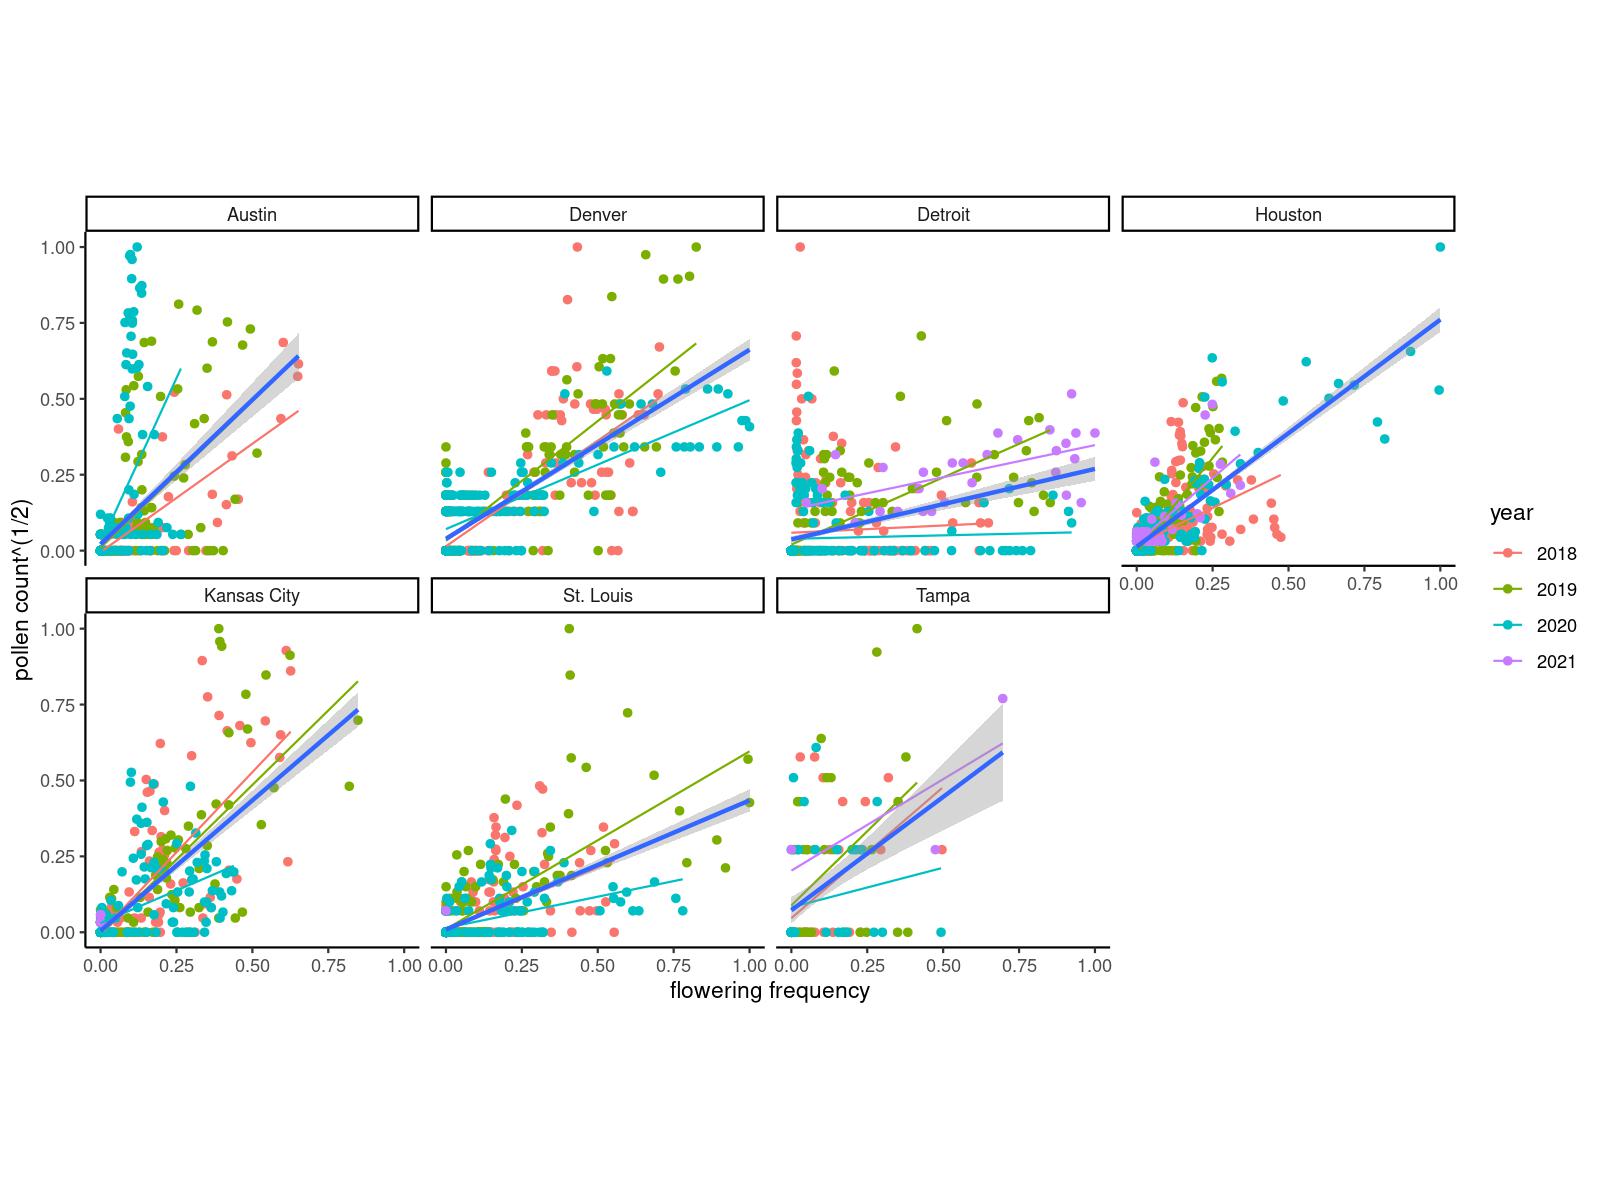 Austin
Denver
Detroit
Houston
1.00
0.75
0.50
0.25
0.00
0.00 0.25 0.50 0.75 1.00
Kansas City
St. Louis
Tampa
1.00
0.75
0.50
0.25
0.00
0.00 0.25 0.50 0.75 1.00
0.00 0.25 0.50 0.75 1.00
0.00 0.25 0.50 0.75 1.00
flowering frequency
pollen count^(1/2)
year
2018
2019
2020
2021